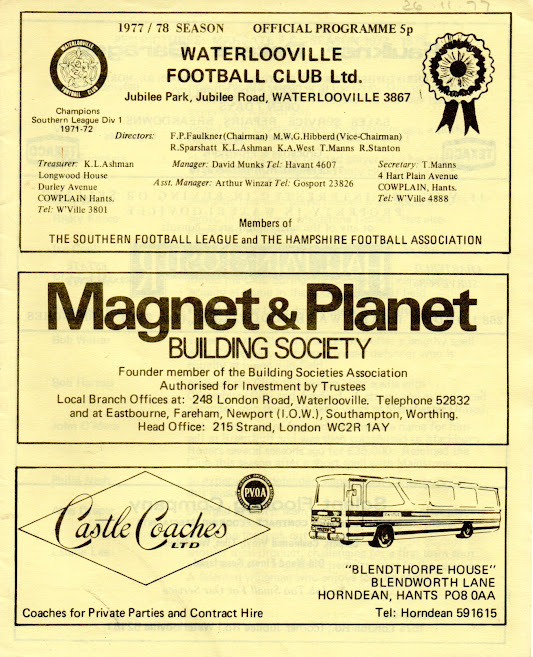 26 11 77
1977 / 78 SEASON OFFICIAL PROGRAMME 5p
WATERLOOVILLE
FOOTBALL CLUB Ltd.
Jubilee Park, Jubilee Road, WATERLOOVILLE 3867
WATERLOOVILLE
FOOTBALL CLUB
Champions
Southern League Div 1
1971-72
Directors: F.P.Faulkner(Chairman) M.W.G.Hibberd(Vice-Chairman)
R.Sparshatt K.L.Ashman K.A.West T.Manns R.Stanton
Treasurer: K.L.Ashman
Longwood House
Durley Avenue
COWPLAIN, Hants.
Tel: W'Ville 3801
Manager: David Munks Tel: Havant 4607
Asst. Manager: Arthur Winzar Tel: Gosport 23826
Secretary: T.Manns
4 Hart Plain Avenue
COWPLAIN, Hants.
Tel: W'Ville 4888
Members of
THE SOUTHERN FOOTBALL LEAGUE and THE HAMPSHIRE FOOTBALL ASSOCIATION
Magnet & Planet
BUILDING SOCIETY
Founder member of the Building Societies Association
Authorised for Investment by Trustees
Local Branch Offices at: 248 London Road, Waterlooville. Telephone 52832
and at Eastbourne, Fareham, Newport (I.O.W.), Southampton, Worthing.
Head Office: 215 Strand, London WC2R 1AY
PVOA
Castle Coaches
LTD
"BLENDTHORPE HOUSE"
BLENDWORTH LANE
HORNDEAN, HANTS PO8 0AA
Coaches for Private Parties and Contract Hire
Tel: Horndean 591615